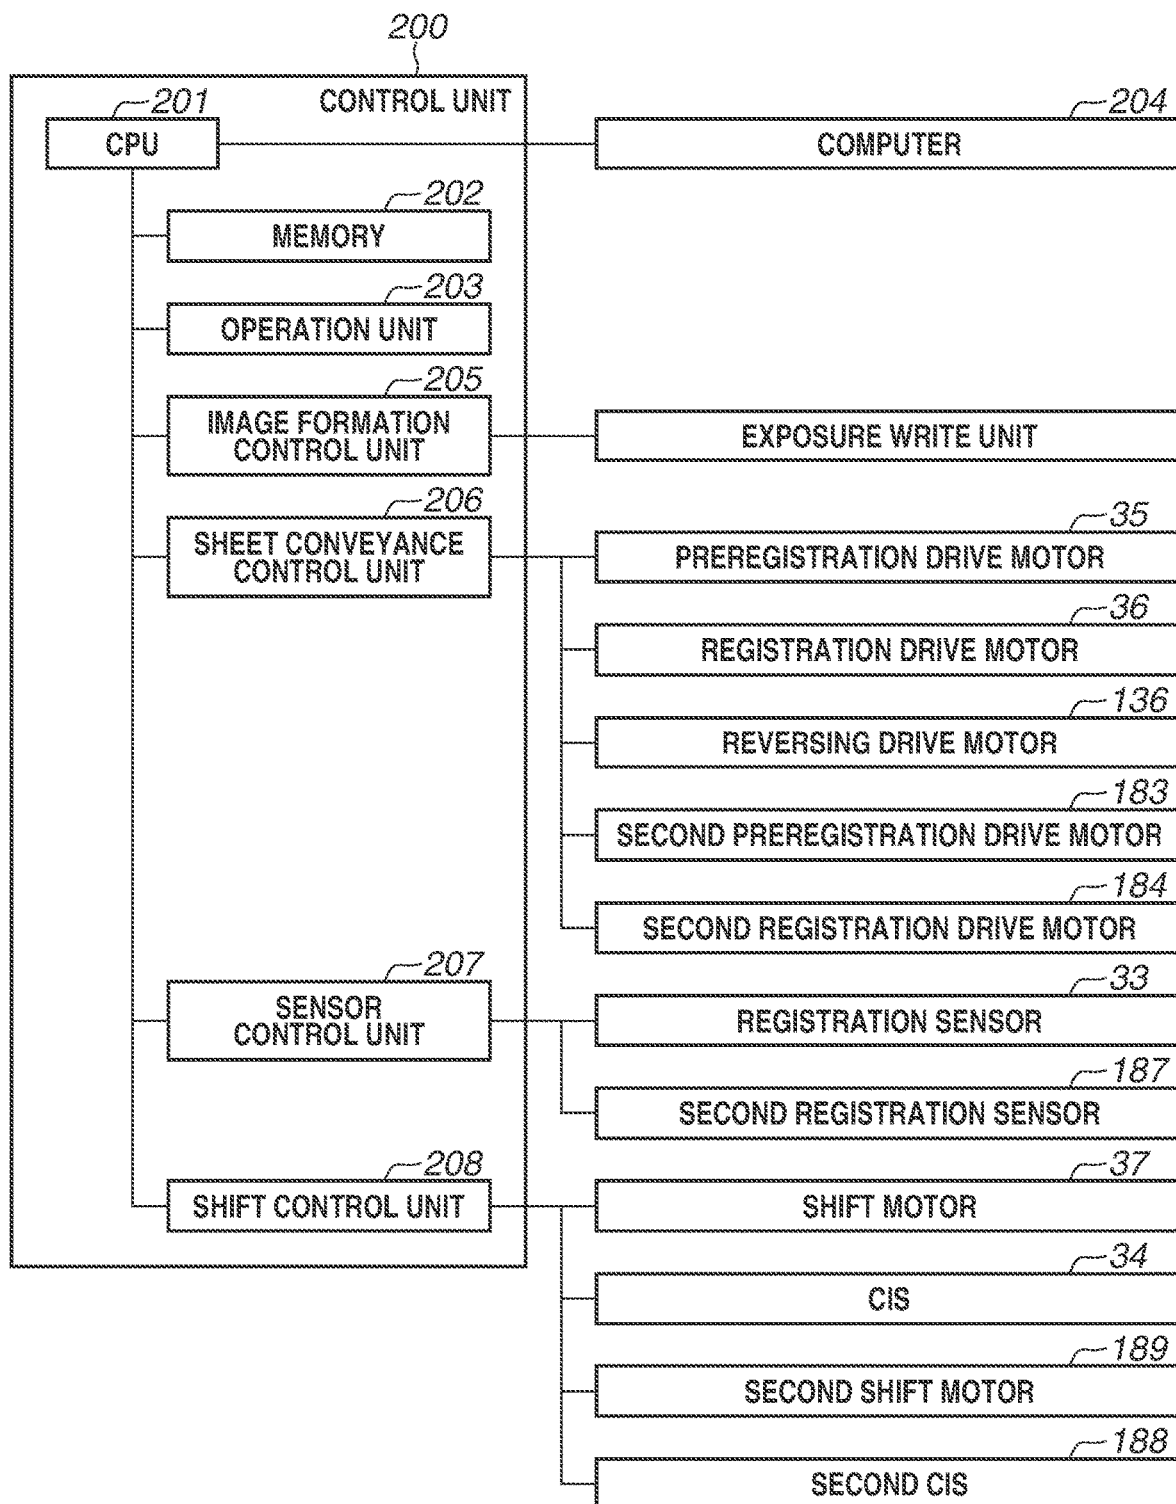 200
CONTROL UNIT
201
CPU
204
COMPUTER
202
MEMORY
203
OPERATION UNIT
205
IMAGE FORMATION
CONTROL UNIT
EXPOSURE WRITE UNIT
206
SHEET CONVEYANCE
CONTROL UNIT
35
PREREGISTRATION DRIVE MOTOR
36
REGISTRATION DRIVE MOTOR
136
REVERSING DRIVE MOTOR
183
SECOND PREREGISTRATION DRIVE MOTOR
184
SECOND REGISTRATION DRIVE MOTOR
207
SENSOR
CONTROL UNIT
33
REGISTRATION SENSOR
187
SECOND REGISTRATION SENSOR
208
SHIFT CONTROL UNIT
37
SHIFT MOTOR
34
CIS
189
SECOND SHIFT MOTOR
188
SECOND CIS